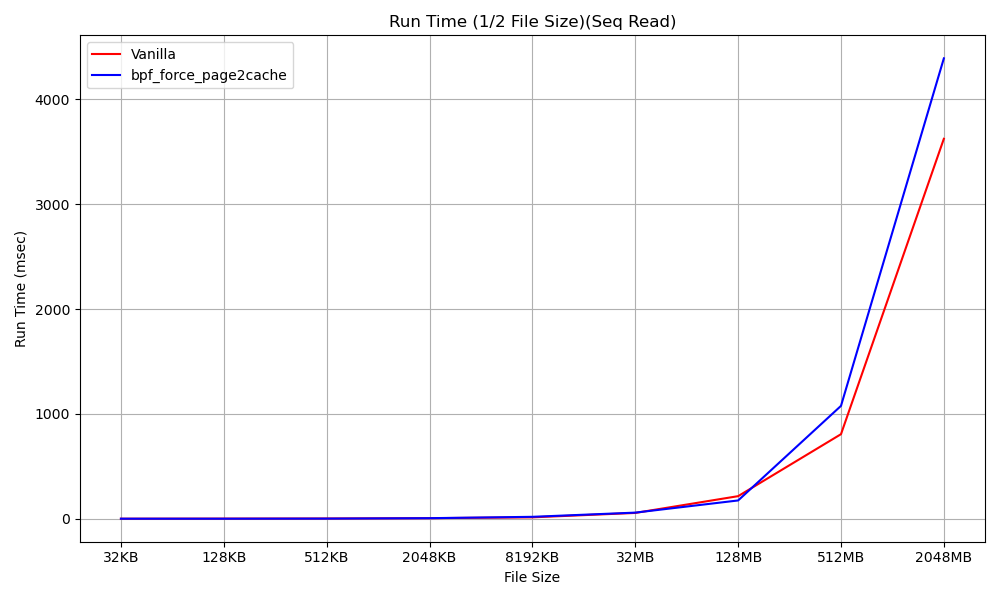 Run Time (1/2 File Size)(Seq Read)
Vanilla
bpf_force_page2cache
Run Time (msec)
4000
3000
2000
1000
0
32KB 128KB 512KB 2048KB 8192KB 32MB 128MB 512MB 2048MB
File Size